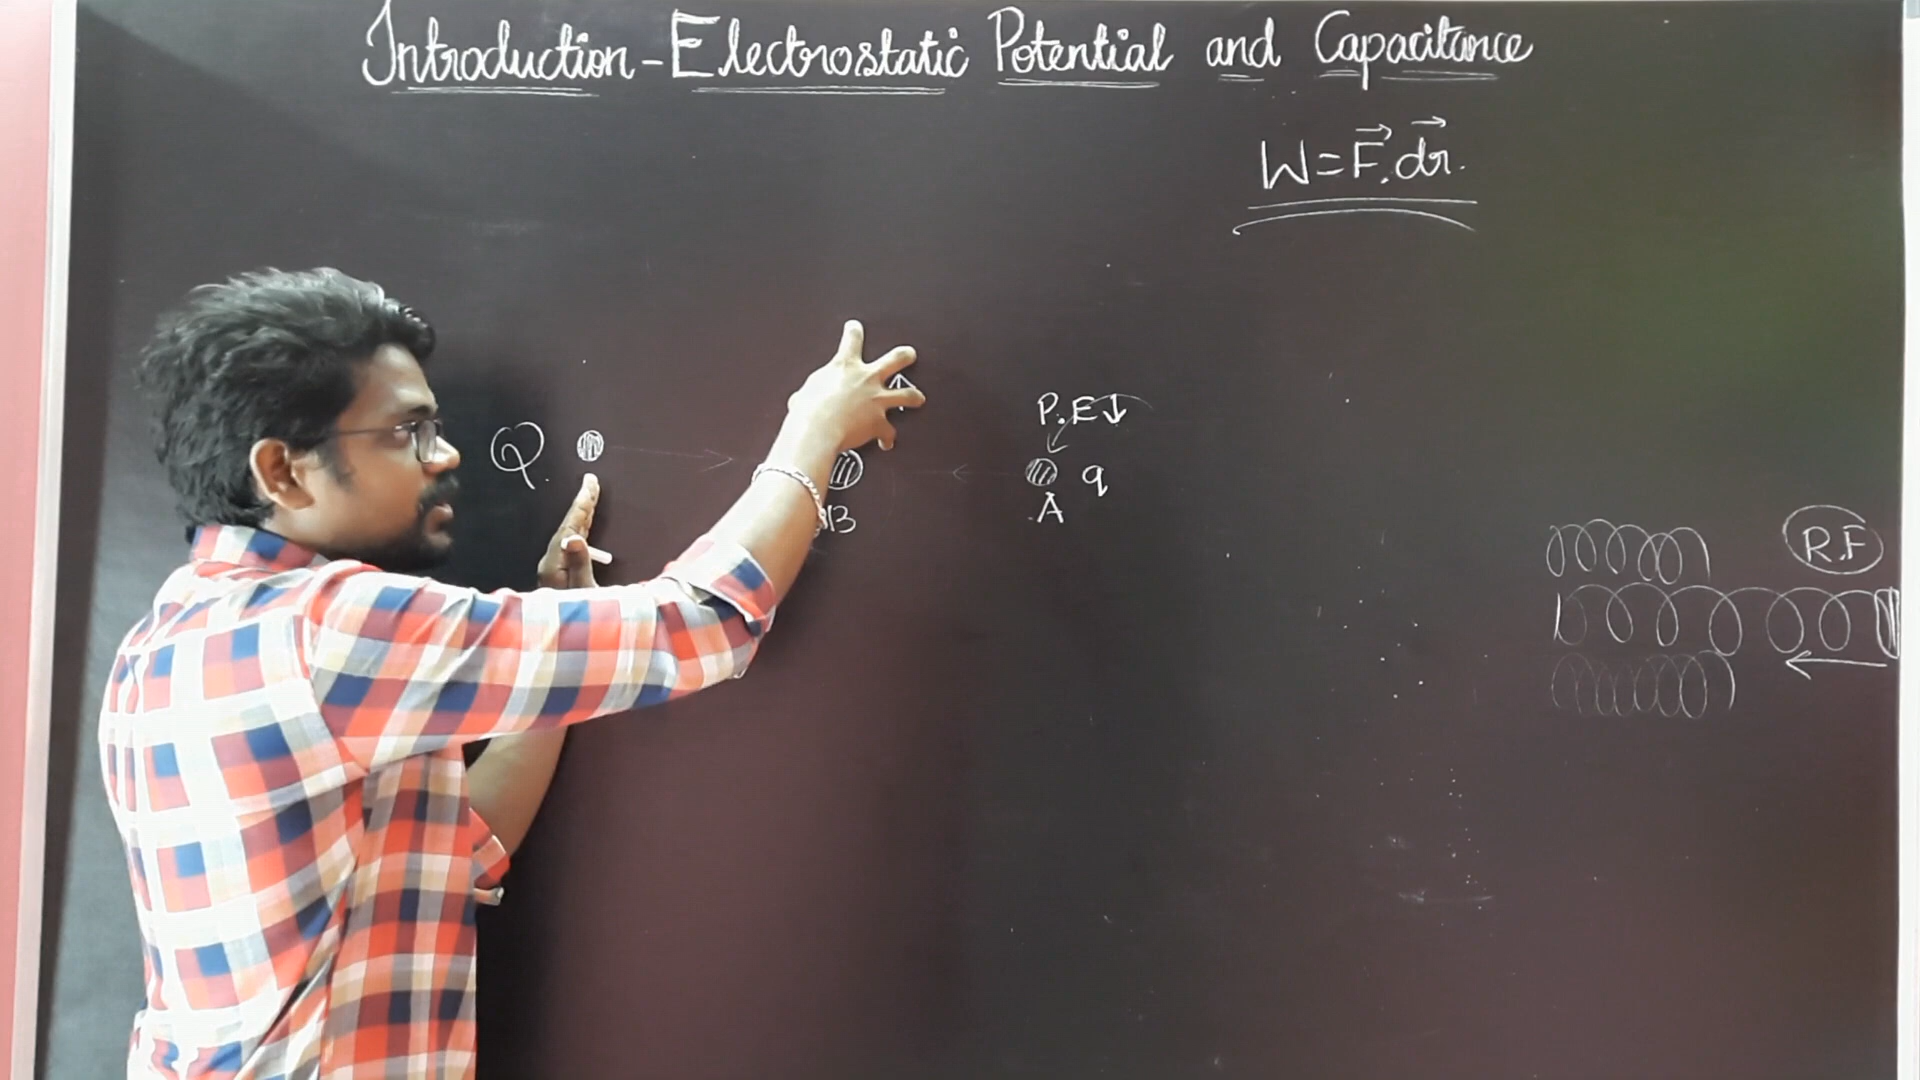 Introduction-Electrostatic Potential and Capacitance
W=F.dr.
P.E↓
Q. q
B A
R.F